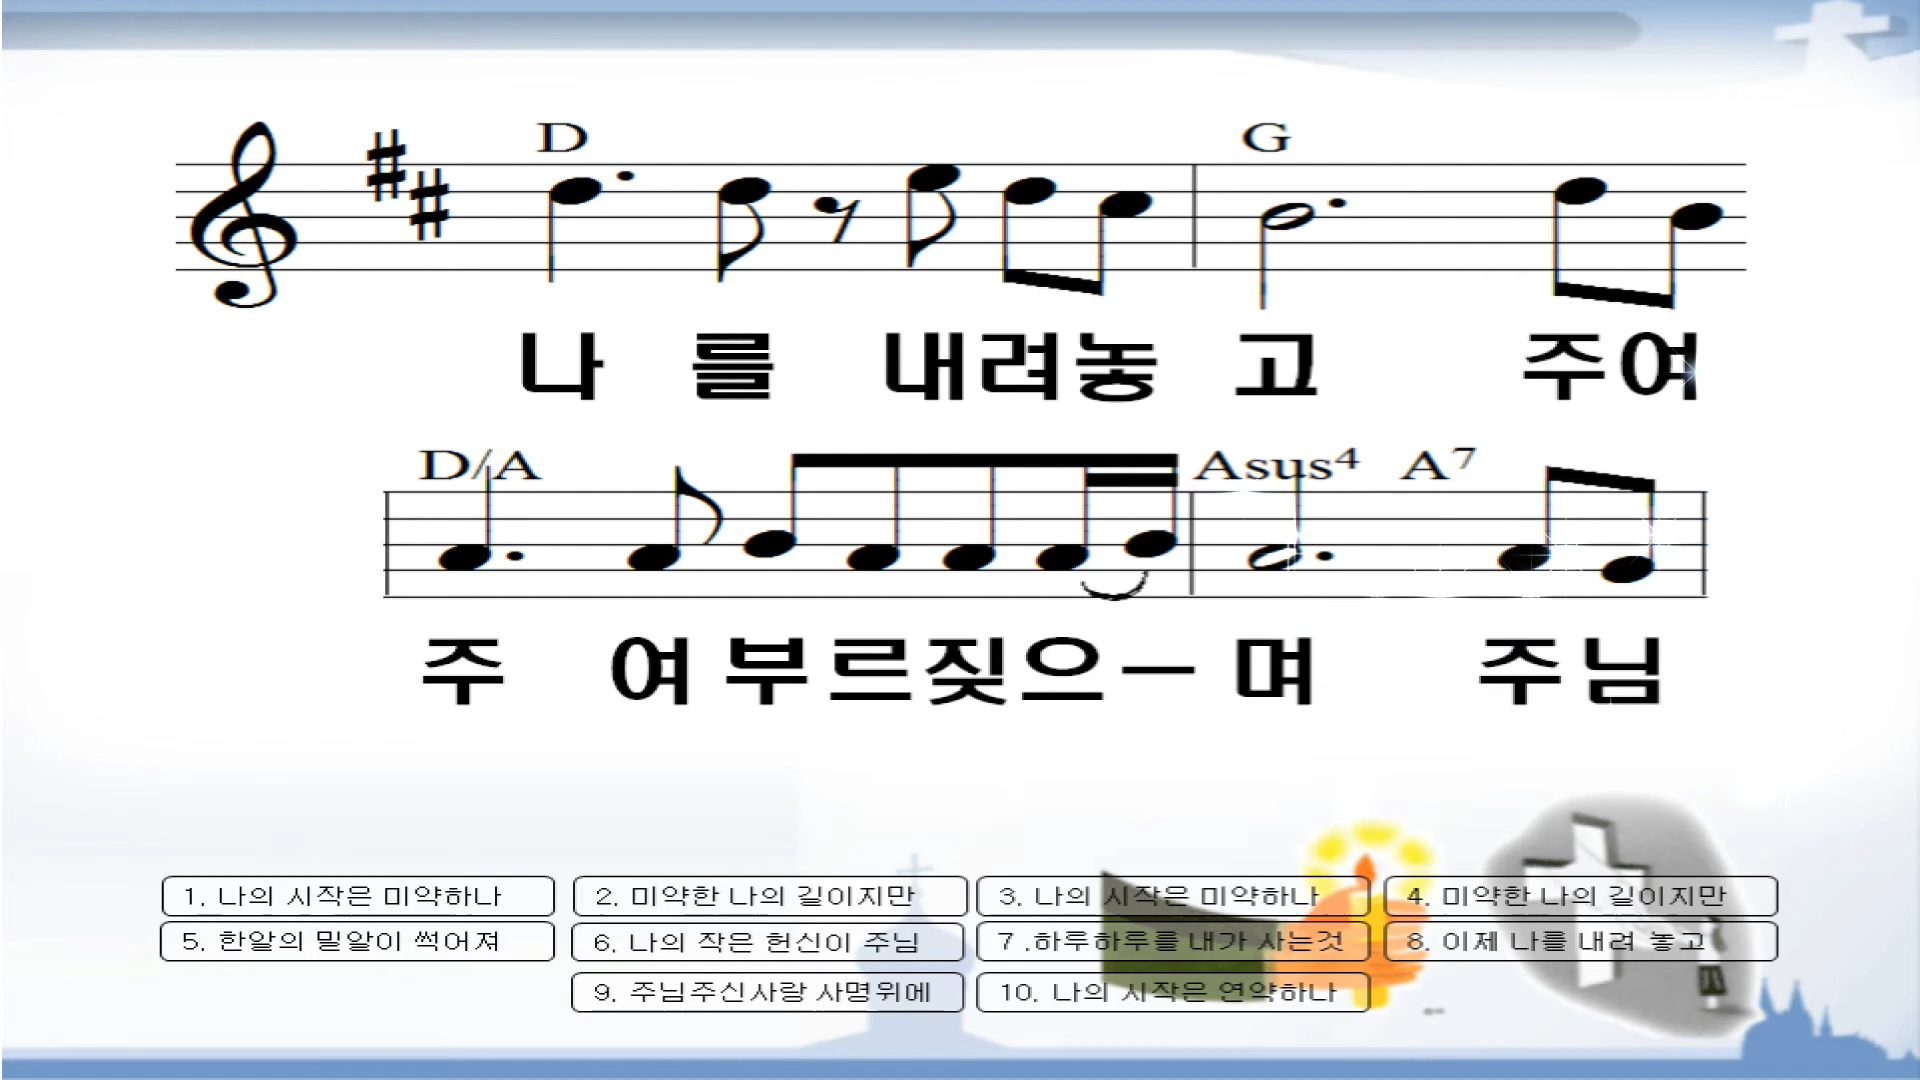 D G
나 를 내려놓 고 주여
D/A Asus4 A7
주 여 부르짖으ㅡ 며 주님
1. 나의 시작은 미약하나 2. 미약한 나의 길이지만 3. 나의 시작은 미약하나 4. 미약한 나의 길이지만
5. 한알의 밀알이 썩어져 6. 나의 작은 헌신이 주님 7 .하루하루를 내가 사는것 8. 이제 나를 내려 놓고
9. 주님주신사랑 사명위에 10. 나의 시작은 연약하나